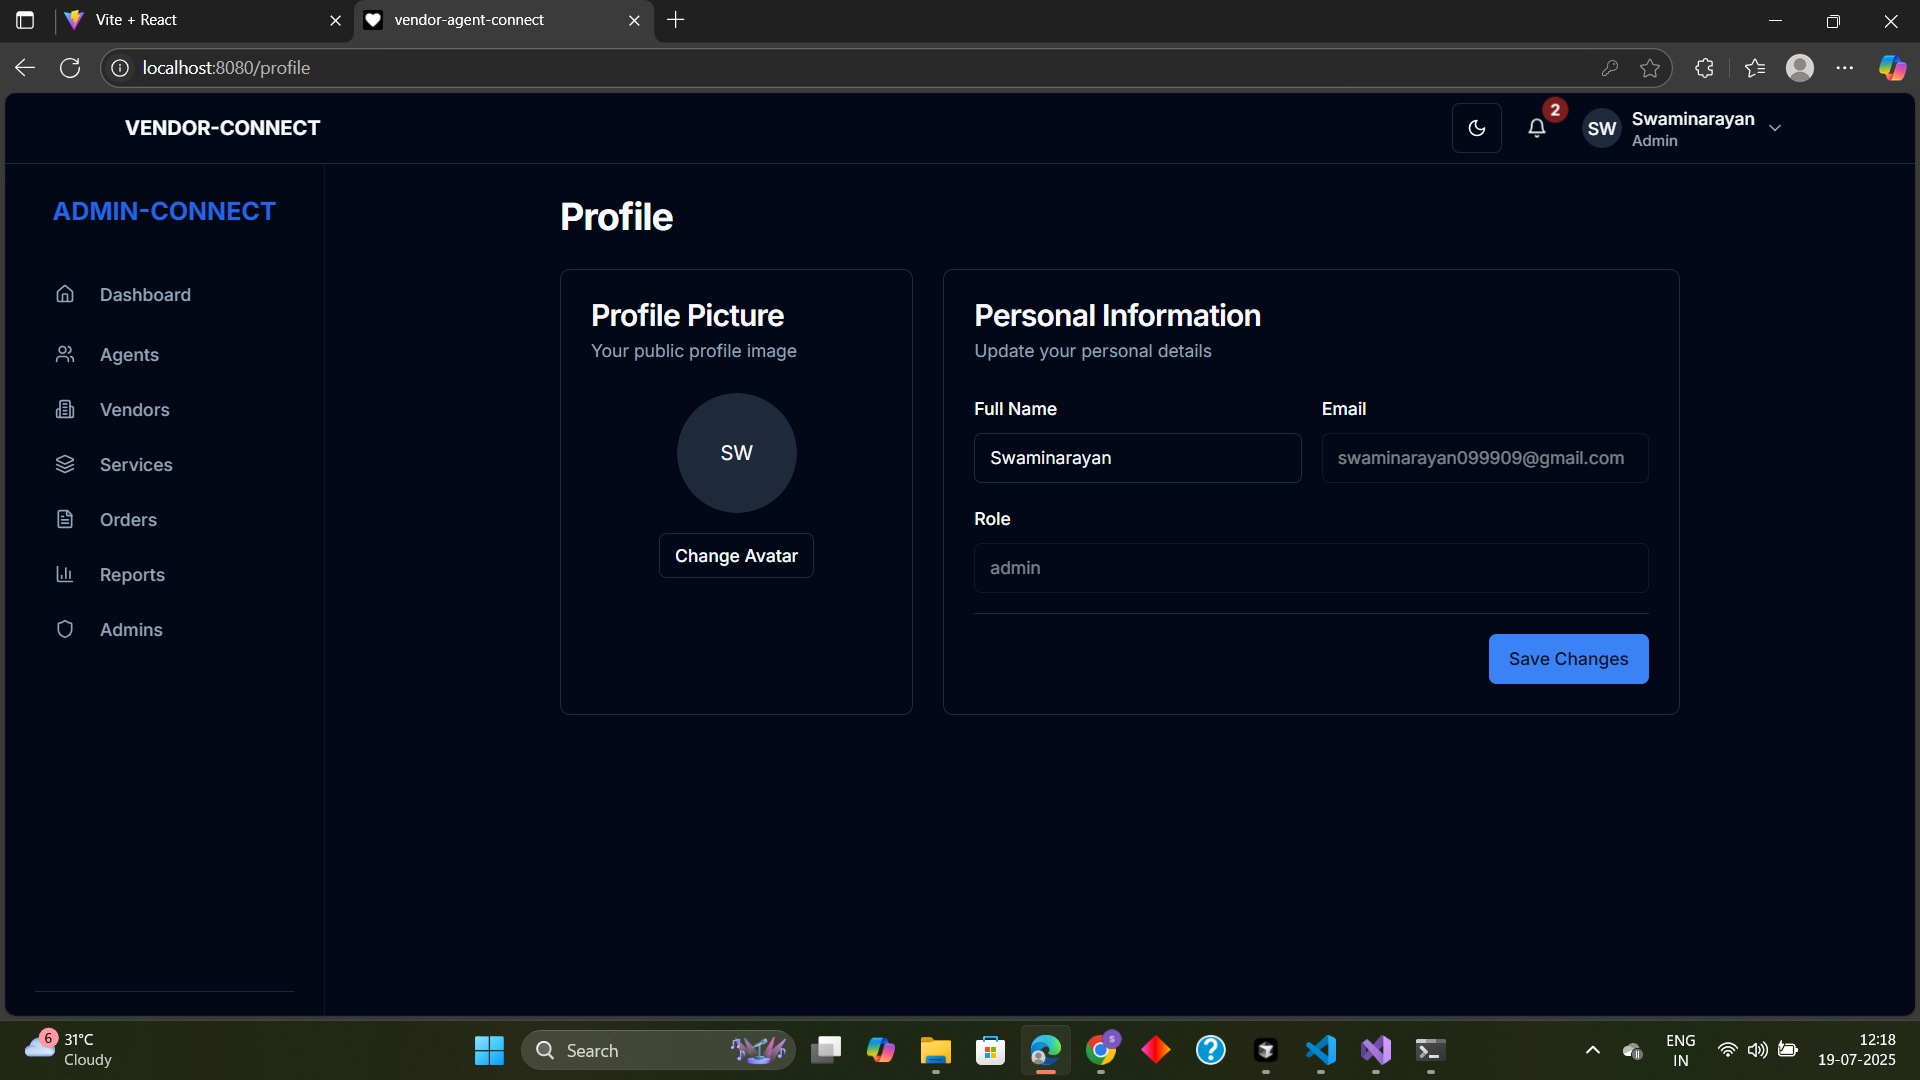 Vite + React
vendor-agent-connect
localhost:8080/profile
VENDOR-CONNECT
2
SW
Swaminarayan
Admin
ADMIN-CONNECT
Dashboard
Agents
Vendors
Services
Orders
Reports
Admins
Profile
Profile Picture
Your public profile image
SW
Change Avatar
Personal Information
Update your personal details
Full Name
Email
Swaminarayan
swaminarayan099909@gmail.com
Role
admin
Save Changes
6
31°C
Cloudy
Search
S
ENG
IN
12:18
19-07-2025